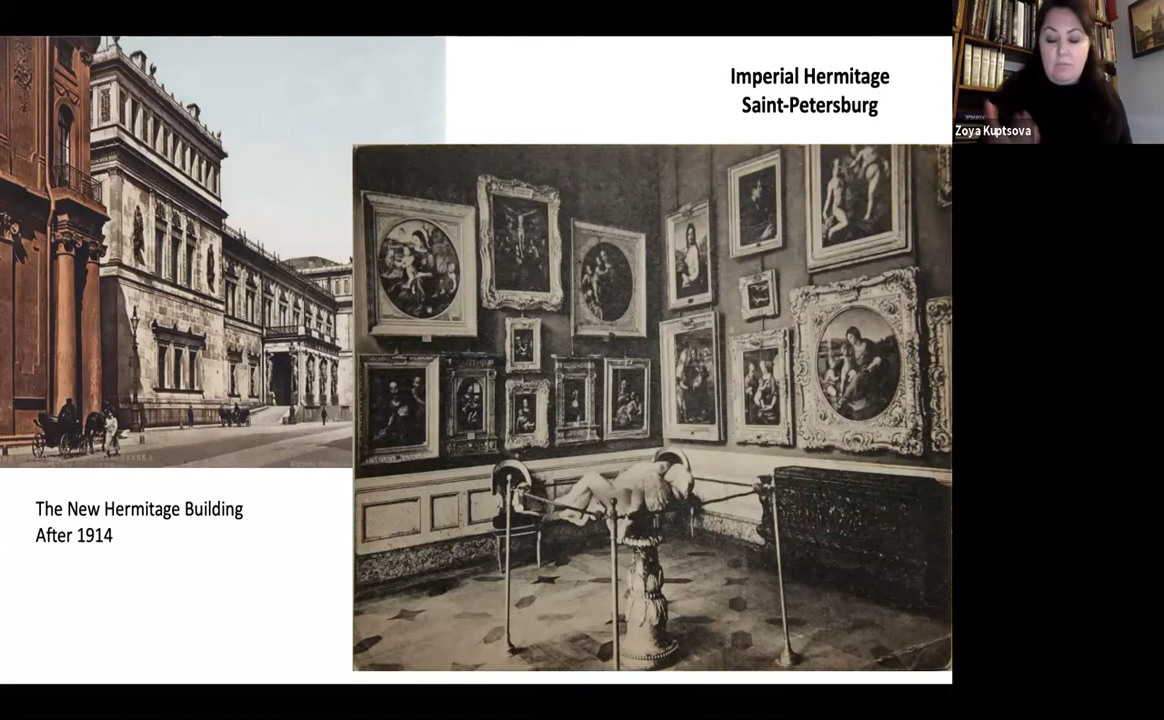 Imperial Hermitage
Saint-Petersburg
Zoya Kuptsova
The New Hermitage Building
After 1914